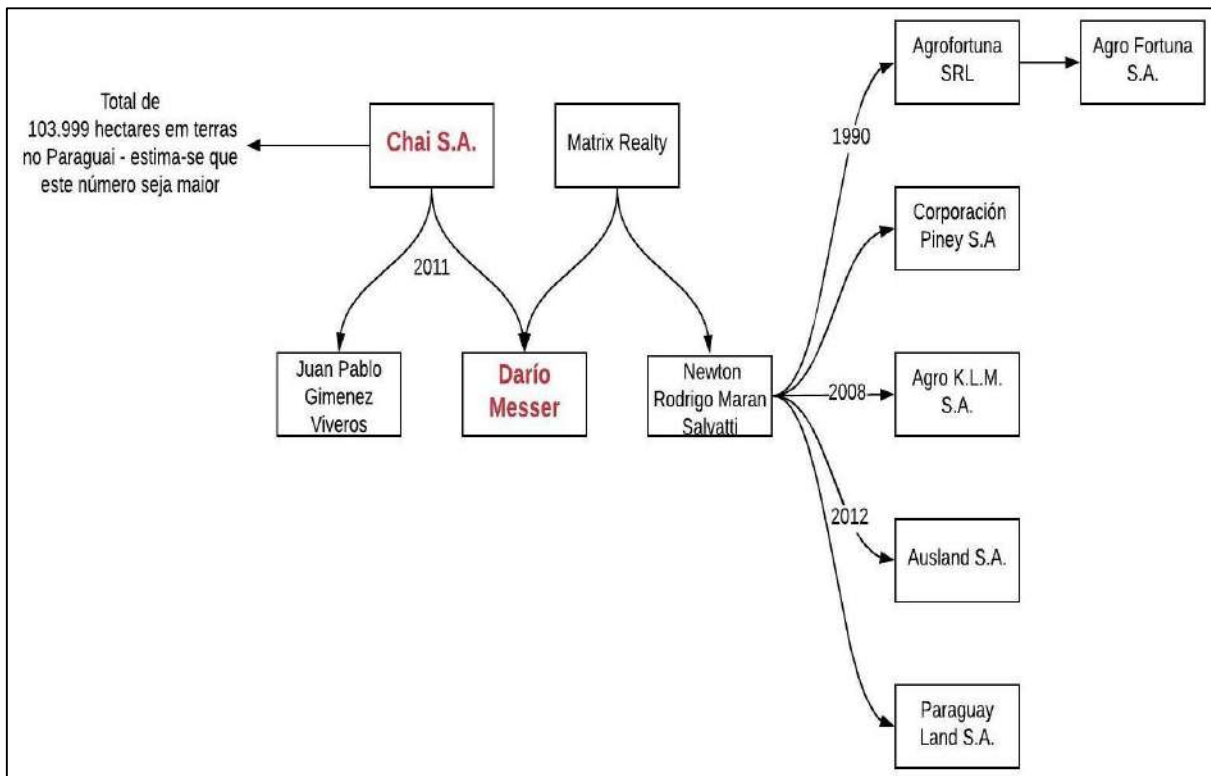 Total de
103.999 hectares em terras
no Paraguai - estima-se que
este número seja maior
Chai S.A.
Matrix Realty
2011
Juan Pablo
Gimenez
Viveros
Darío
Messer
Newton
Rodrigo Maran
Salvatti
1990
2008
2012
Agrofortuna
SRL
Agro Fortuna
S.A.
Corporación
Piney S.A
Agro K.L.M.
S.A.
Ausland S.A.
Paraguay
Land S.A.